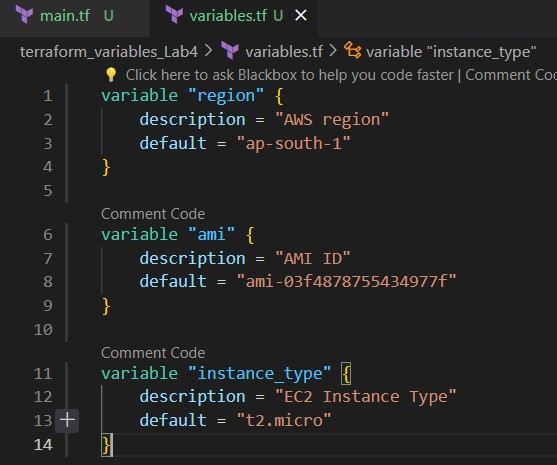 main.tf U variables.tf U
terraform_variables_Lab4 > variables.tf > variable "instance_type"
Click here to ask Blackbox to help you code faster | Comment Coc
1 variable "region" {
2 description = "AWS region"
3 default = "ap-south-1"
4 }
5
Comment Code
6 variable "ami" {
7 description = "AMI ID"
8 default = "ami-03f4878755434977f"
9 }
10
Comment Code
11 variable "instance_type" {
12 description = "EC2 Instance Type"
13 default = "t2.micro"
14 }